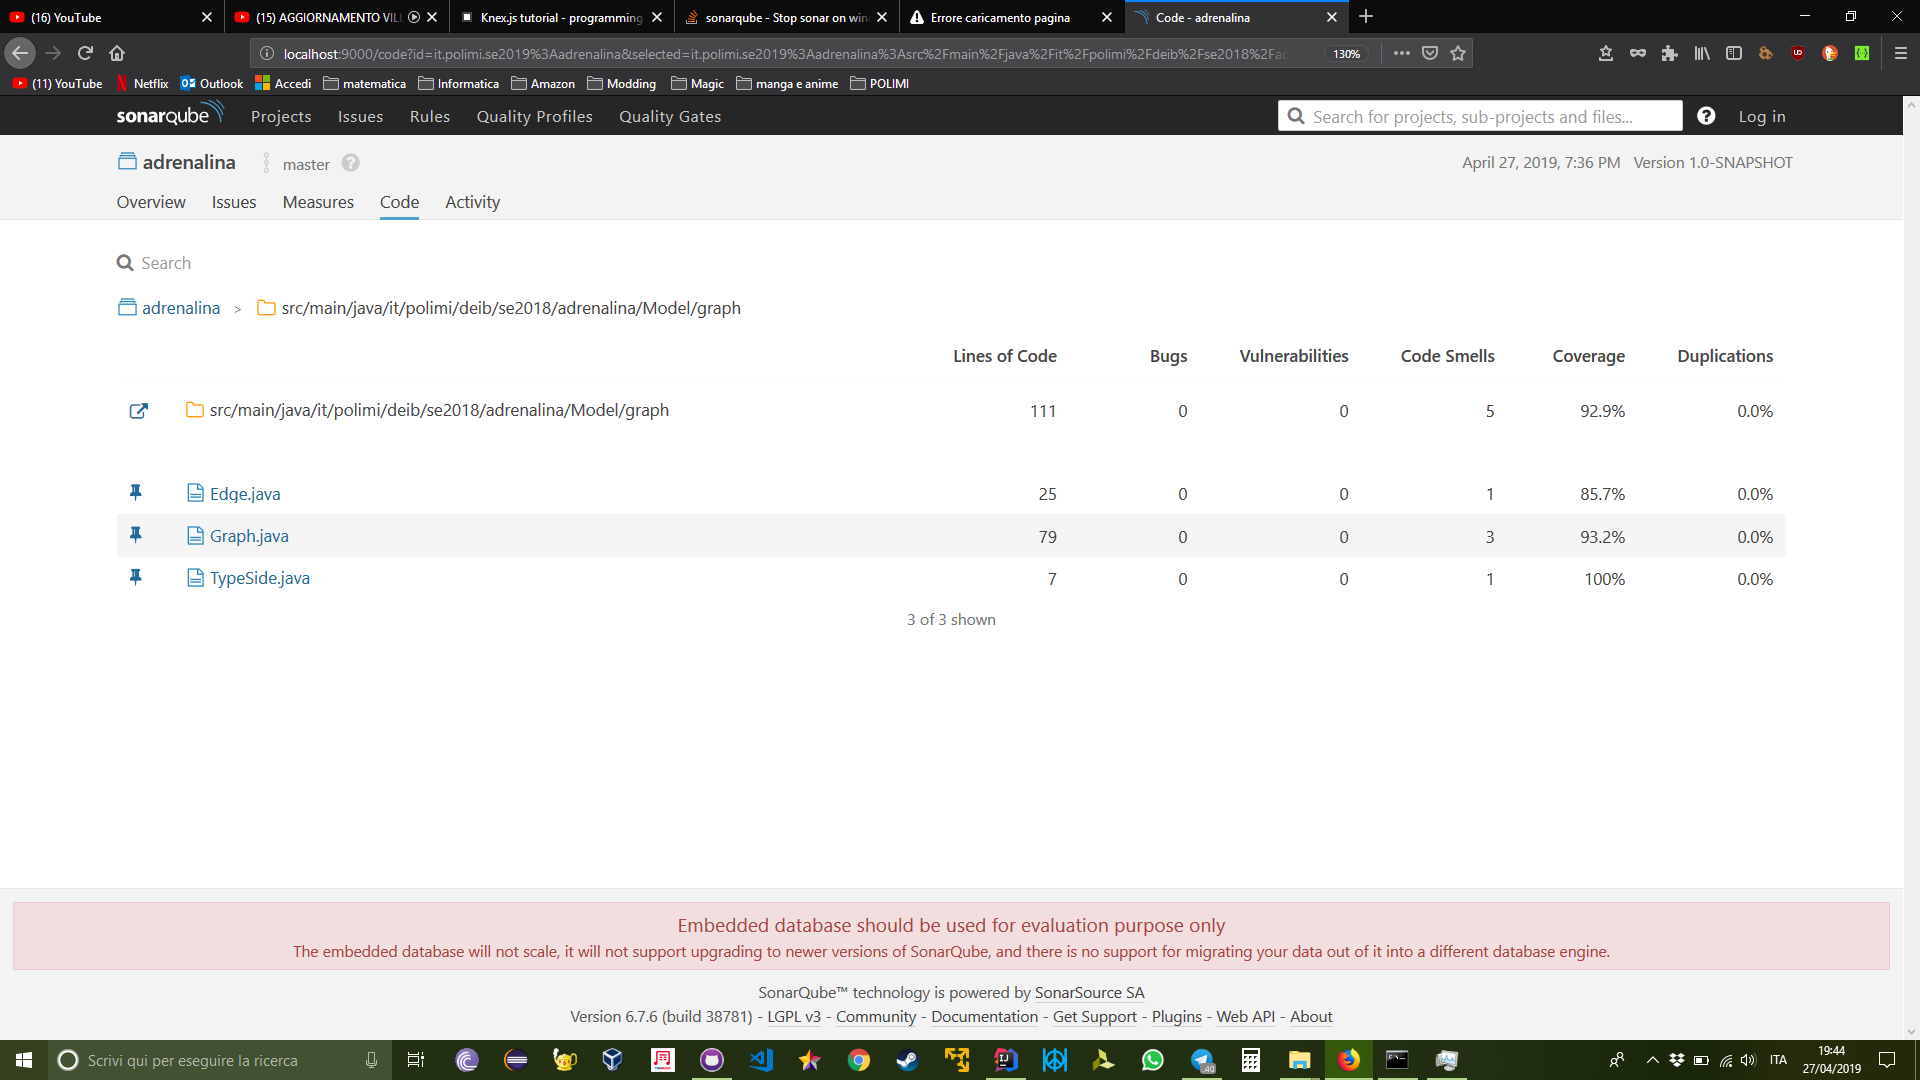 (16) YouTube
(15) AGGIORNAMENTO VIL
Knex.js tutorial - programming
sonarqube - Stop sonar on win
Errore caricamento pagina
Code - adrenalina
localhost:9000/code?id=it.polimi.se2019%3Aadrenalina&selected=it.polimi.se2019%3Aadrenalina%3Asrc%2Fmain%2Fjava%2Fit%2Fpolimi%2Fdeib%2Fse2018%2Fad
130%
(11) YouTube Netflix Outlook Accedi matematica Informatica Amazon Modding Magic manga e anime POLIMI
sonarqube Projects Issues Rules Quality Profiles Quality Gates Search for projects, sub-projects and files... Log in
adrenalina master April 27, 2019, 7:36 PM Version 1.0-SNAPSHOT
Overview Issues Measures Code Activity
Search
adrenalina > src/main/java/it/polimi/deib/se2018/adrenalina/Model/graph
Lines of Code Bugs Vulnerabilities Code Smells Coverage Duplications
src/main/java/it/polimi/deib/se2018/adrenalina/Model/graph 111 0 0 5 92.9% 0.0%
Edge.java 25 0 0 1 85.7% 0.0%
Graph.java 79 0 0 3 93.2% 0.0%
TypeSide.java 7 0 0 1 100% 0.0%
3 of 3 shown
Embedded database should be used for evaluation purpose only
The embedded database will not scale, it will not support upgrading to newer versions of SonarQube, and there is no support for migrating your data out of it into a different database engine.
SonarQube™ technology is powered by SonarSource SA
Version 6.7.6 (build 38781) - LGPL v3 - Community - Documentation - Get Support - Plugins - Web API - About
Scrivi qui per eseguire la ricerca
40
ITA
19:44
27/04/2019